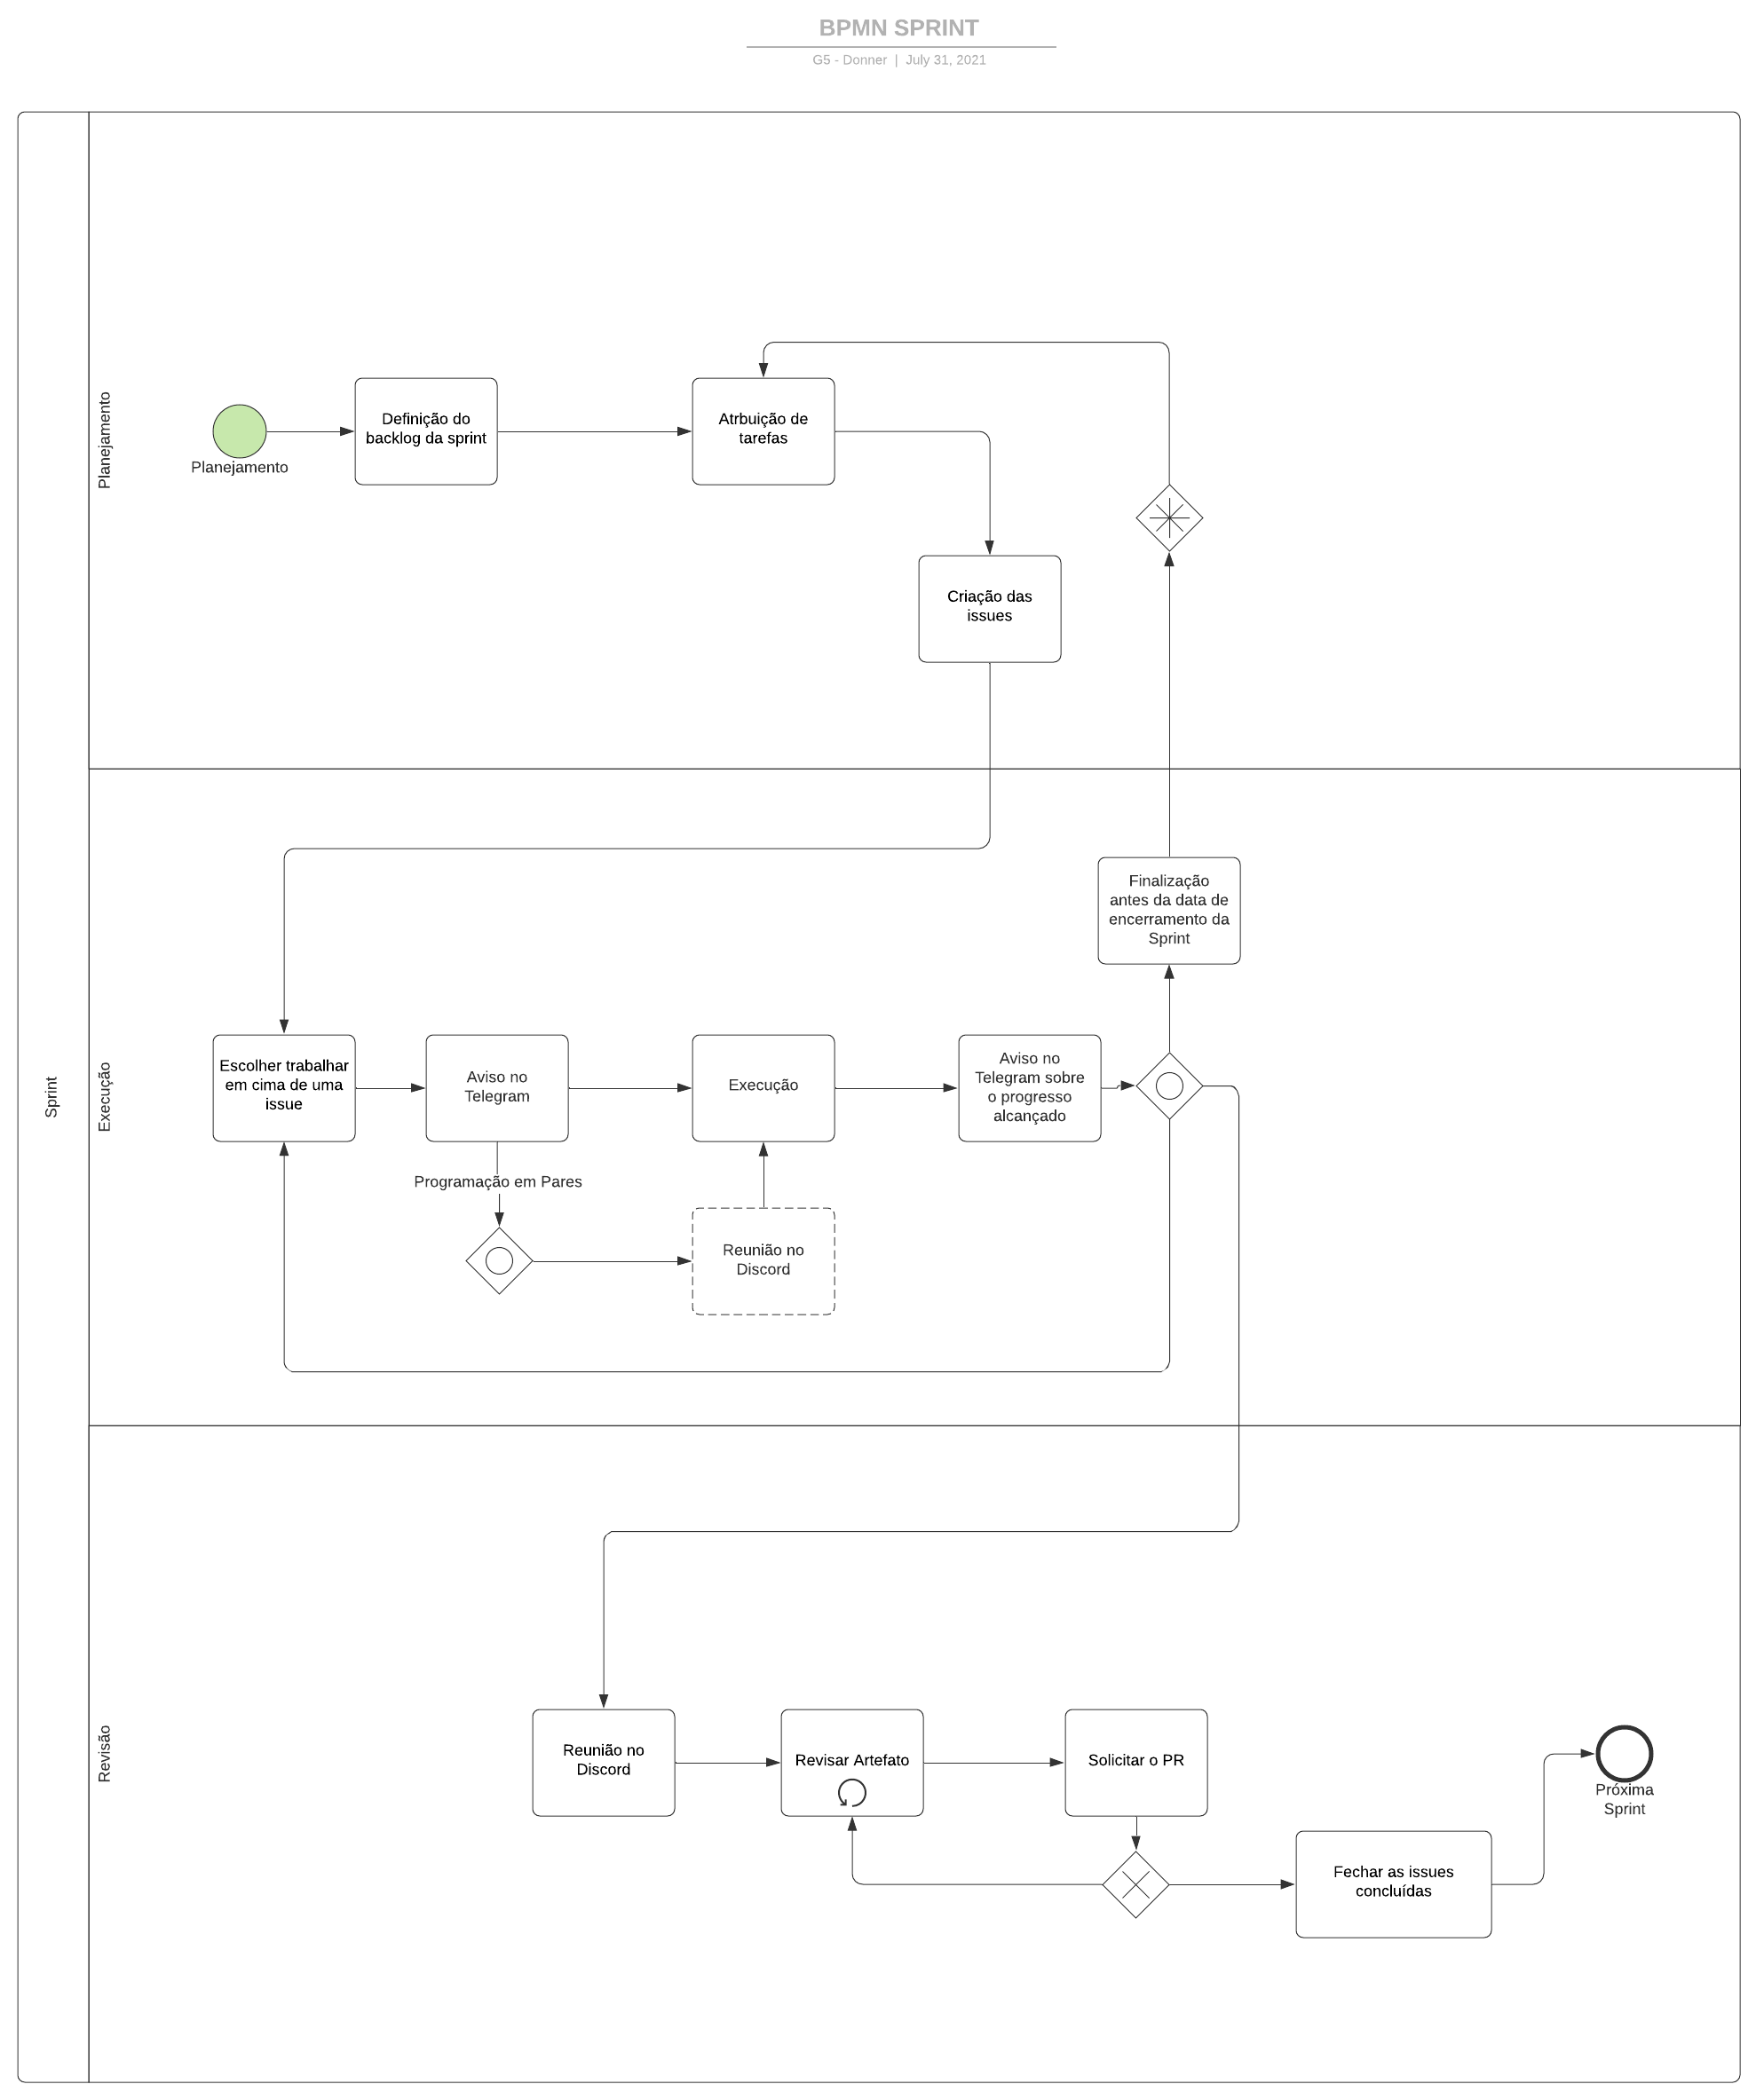 BPMN SPRINT
G5 - Donner | July 31, 2021
Sprint
Planejamento
Planejamento
Definição do
backlog da sprint
Atrbuição de
tarefas
Criação das
issues
Execução
Finalização
antes da data de
encerramento da
Sprint
Escolher trabalhar
em cima de uma
issue
Aviso no
Telegram
Execução
Aviso no
Telegram sobre
o progresso
alcançado
Programação em Pares
Reunião no
Discord
Revisão
Reunião no
Discord
Revisar Artefato
Solicitar o PR
Próxima
Sprint
Fechar as issues
concluídas